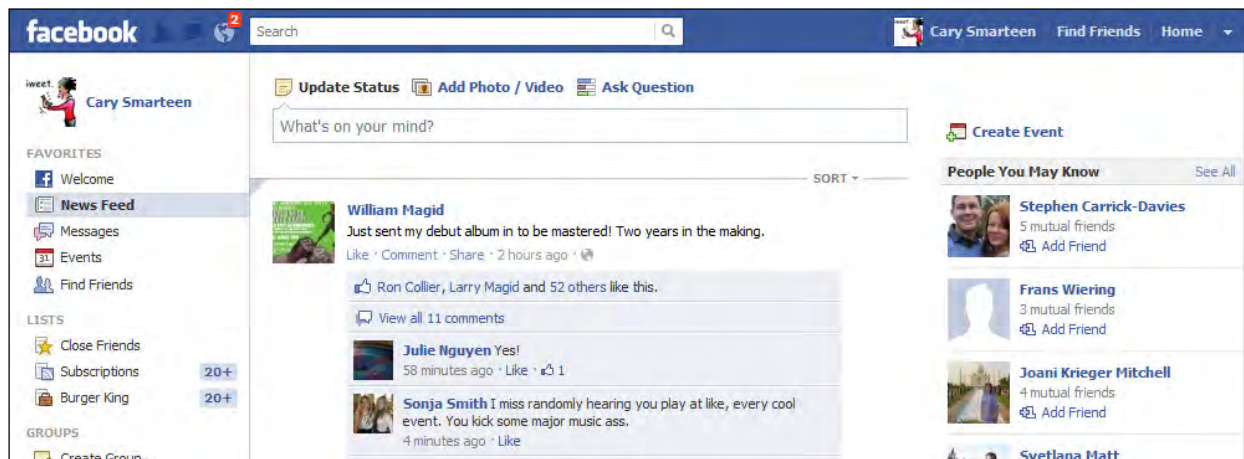 facebook
2
Search
Cary Smarteen
Find Friends
Home
Cary Smarteen
FAVORITES
Welcome
News Feed
Messages
31
Events
Find Friends
LISTS
Close Friends
Subscriptions 20+
Burger King 20+
GROUPS
Create Group...
Update Status Add Photo / Video Ask Question
What's on your mind?
SORT
William Magid
Just sent my debut album in to be mastered! Two years in the making.
Like · Comment · Share · 2 hours ago ·
Ron Collier, Larry Magid and 52 others like this.
View all 11 comments
Julie Nguyen Yes!
58 minutes ago · Like · 1
Sonja Smith I miss randomly hearing you play at like, every cool
event. You kick some major music ass.
4 minutes ago · Like
Create Event
People You May Know See All
Stephen Carrick-Davies
5 mutual friends
Add Friend
Frans Wiering
3 mutual friends
Add Friend
Joani Krieger Mitchell
4 mutual friends
Add Friend
Svetlana Matt